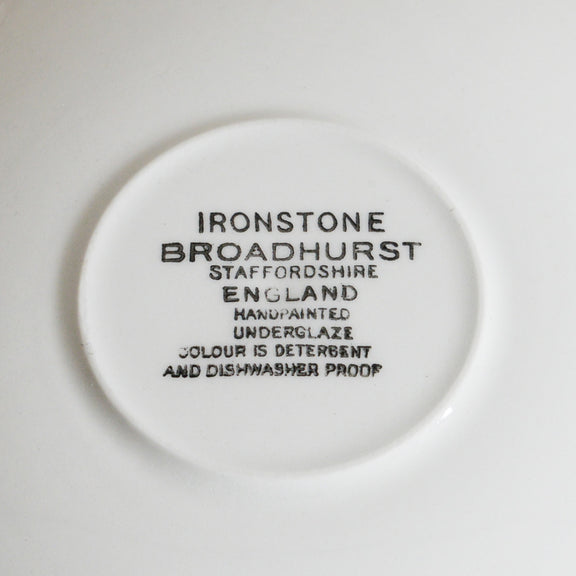 IRONSTONE
BROADHURST
STAFFORDSHIRE
ENGLAND
HANDPAINTED
UNDERGLAZE
COLOUR IS DETERGENT
AND DISHWASHER PROOF